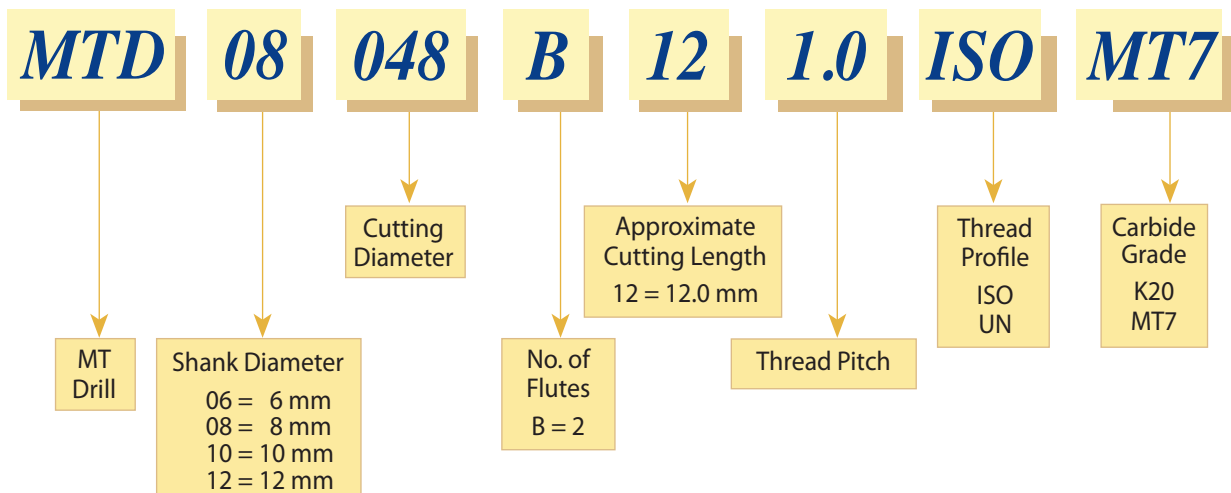 MTD 08 048 B 12 1.0 ISO MT7
MT
Drill
Shank Diameter
06 = 6 mm
08 = 8 mm
10 = 10 mm
12 = 12 mm
Cutting
Diameter
No. of
Flutes
B = 2
Approximate
Cutting Length
12 = 12.0 mm
Thread Pitch
Thread
Profile
ISO
UN
Carbide
Grade
K20
MT7